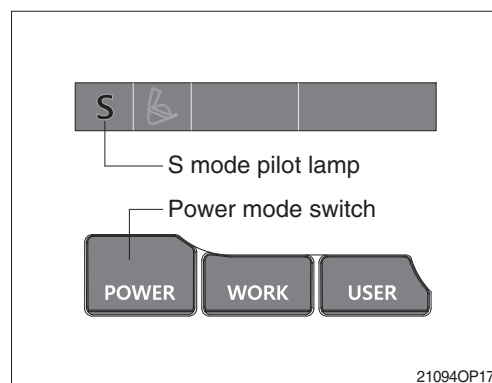 S
S mode pilot lamp
Power mode switch
POWER WORK USER
21094OP17